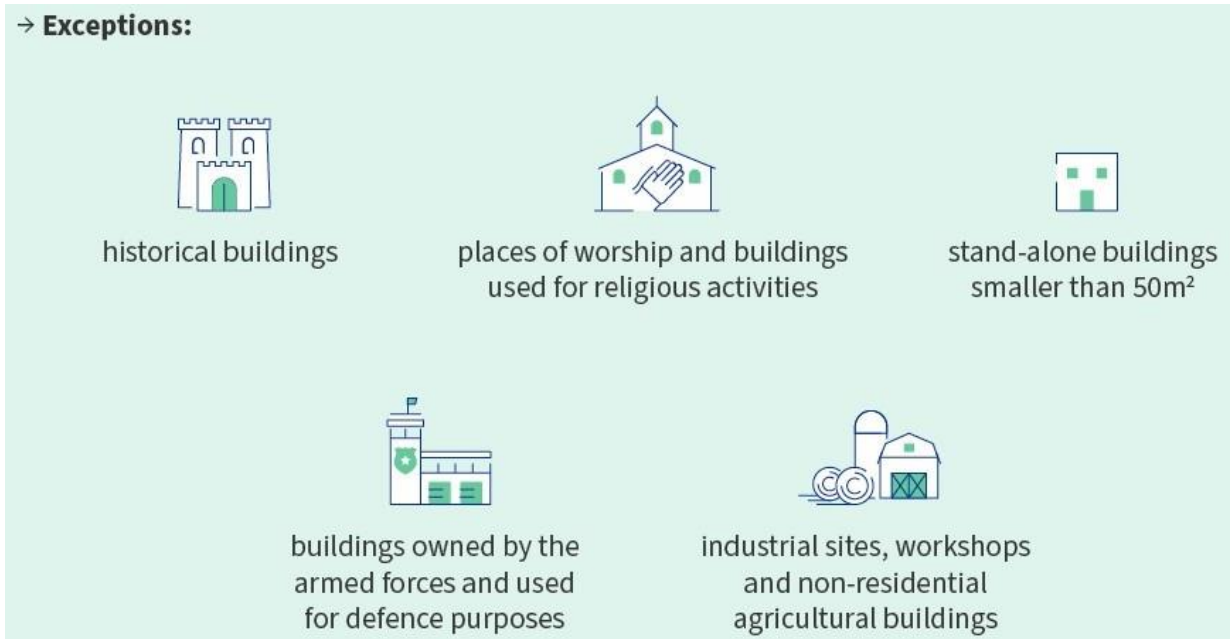 → Exceptions:
historical buildings
places of worship and buildings
used for religious activities
stand-alone buildings
smaller than 50m²
buildings owned by the
armed forces and used
for defence purposes
industrial sites, workshops
and non-residential
agricultural buildings